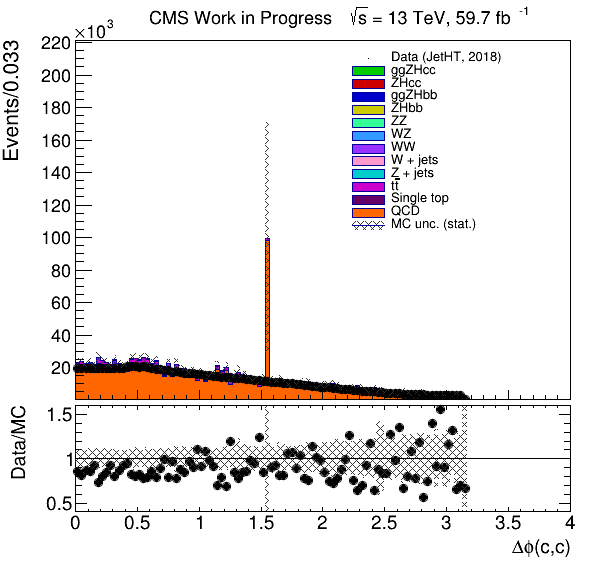 CMS Work in Progress √s = 13 TeV, 59.7 fb⁻¹
×10³
Events/0.033
220
200
180
160
140
120
100
80
60
40
20
Data (JetHT, 2018)
ggZHcc
ZHcc
ggZHbb
ZHbb
ZZ
WZ
WW
W + jets
Z + jets
tt̅
Single top
QCD
MC unc. (stat.)
Data/MC
1.5
1
0.5
0 0.5 1 1.5 2 2.5 3 3.5 4
Δϕ(c,c)